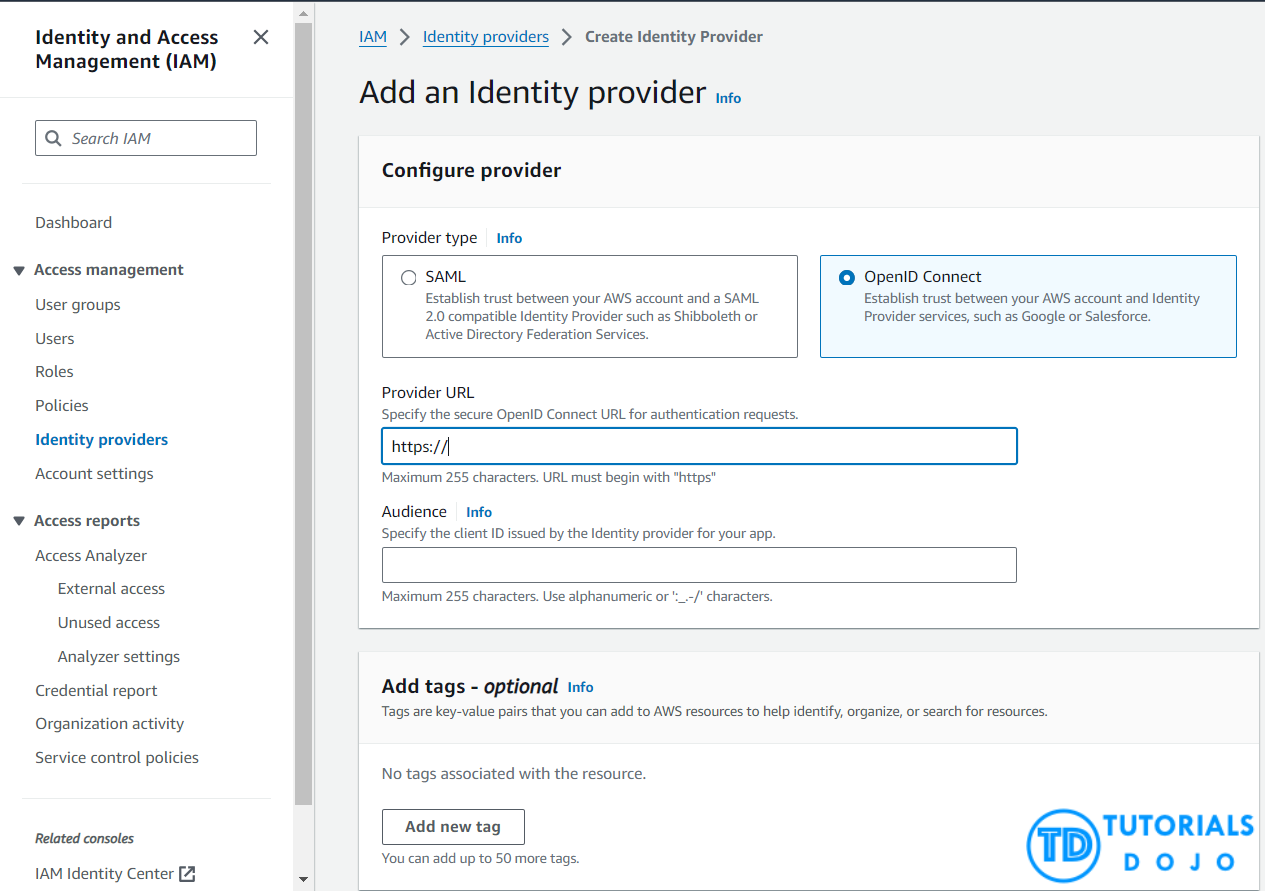 Identity and Access
Management (IAM)
Search IAM
Dashboard
Access management
User groups
Users
Roles
Policies
Identity providers
Account settings
Access reports
Access Analyzer
External access
Unused access
Analyzer settings
Credential report
Organization activity
Service control policies
Related consoles
IAM Identity Center
IAM > Identity providers > Create Identity Provider
Add an Identity provider Info
Configure provider
Provider type Info
SAML
Establish trust between your AWS account and a SAML
2.0 compatible Identity Provider such as Shibboleth or
Active Directory Federation Services.
OpenID Connect
Establish trust between your AWS account and Identity
Provider services, such as Google or Salesforce.
Provider URL
Specify the secure OpenID Connect URL for authentication requests.
https://
Maximum 255 characters. URL must begin with "https"
Audience Info
Specify the client ID issued by the Identity provider for your app.
Maximum 255 characters. Use alphanumeric or ':_.-/' characters.
Add tags - optional Info
Tags are key-value pairs that you can add to AWS resources to help identify, organize, or search for resources.
No tags associated with the resource.
Add new tag
You can add up to 50 more tags.
TD TUTORIALS
DOJO